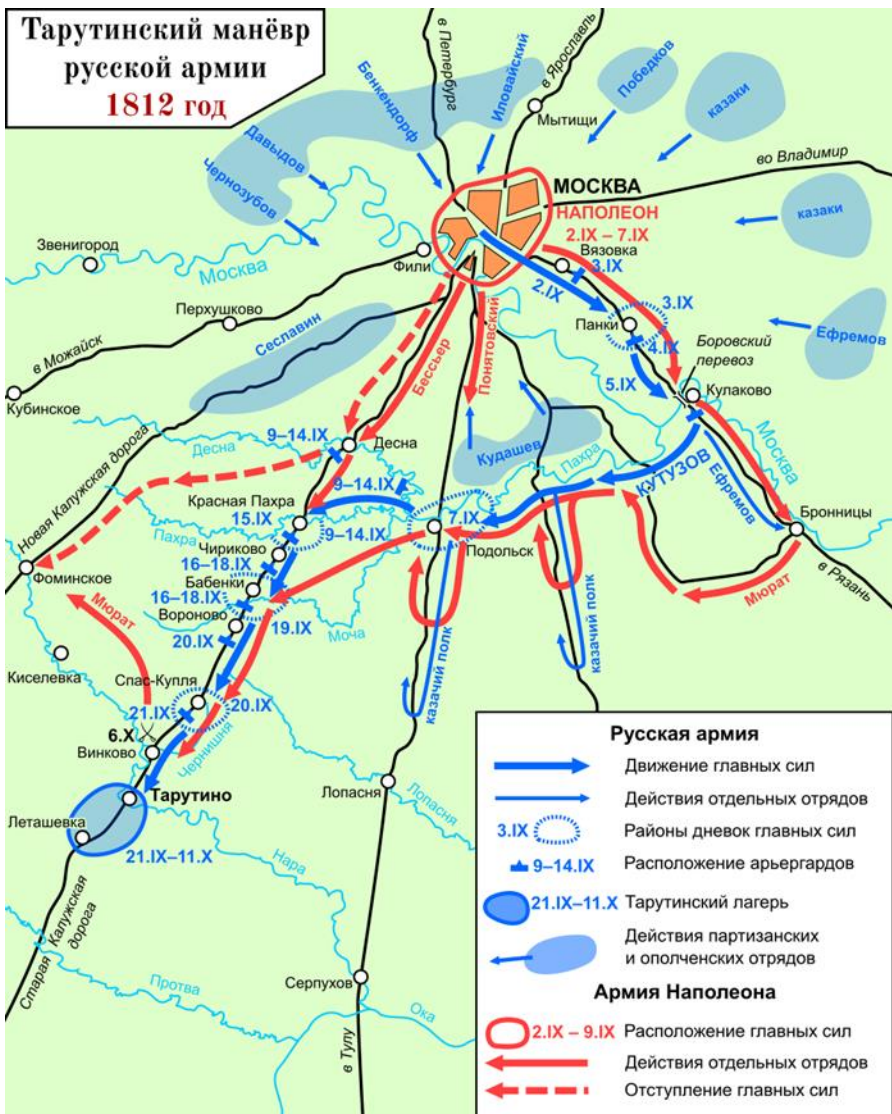 Тарутинский манёвр
русской армии
1812 год
в Петербург
в Ярославль
Мытищи
Бенкендорф
Иловайский
Победков
казаки
Давыдов
Чернозубов
во Владимир
МОСКВА
НАПОЛЕОН
2.IX – 7.IX
казаки
Звенигород
Москва
Фили
Вязовка
3.IX
2.IX
3.IX
Перхушково
Панки
4.IX
Боровский
перевоз
Ефремов
в Можайск
Сеславин
Бессьер
Понятовский
5.IX
Кулаково
Кубинское
Десна
9–14.IX
Десна
Кудашев
Пахра
КУТУЗОВ
Ефремов
Москва
Новая Калужская дорога
9–14.IX
Красная Пахра
15.IX
9–14.IX
7.IX
Бронницы
Пахра
Чириково
Подольск
Фоминское
16–18.IX
Бабенки
в Рязань
Мюрат
Мюрат
16–18.IX
Вороново
19.IX
Моча
20.IX
казачий полк
казачий полк
Киселевка
Спас-Купля
21.IX
20.IX
6.X
Винково
Чернишня
Тарутино
Лопасня
Лопасня
Леташевка
21.IX–11.X
Нара
Старая Калужская
дорога
Протва
Серпухов
Ока
в Тулу
Русская армия
Движение главных сил
Действия отдельных отрядов
3.IX
Районы дневок главных сил
9–14.IX
Расположение арьергардов
21.IX–11.X
Тарутинский лагерь
Действия партизанских
и ополченских отрядов
Армия Наполеона
2.IX – 9.IX
Расположение главных сил
Действия отдельных отрядов
Отступление главных сил